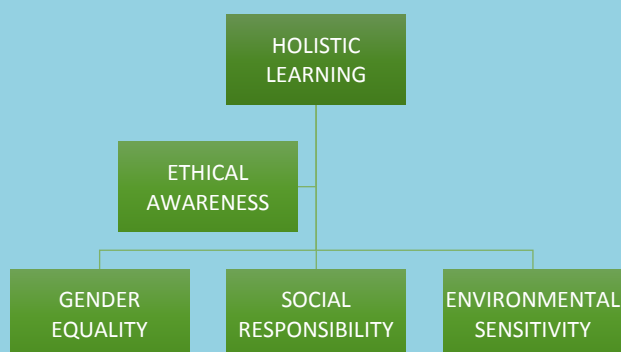 HOLISTIC
LEARNING
ETHICAL
AWARENESS
GENDER
EQUALITY
SOCIAL
RESPONSIBILITY
ENVIRONMENTAL
SENSITIVITY